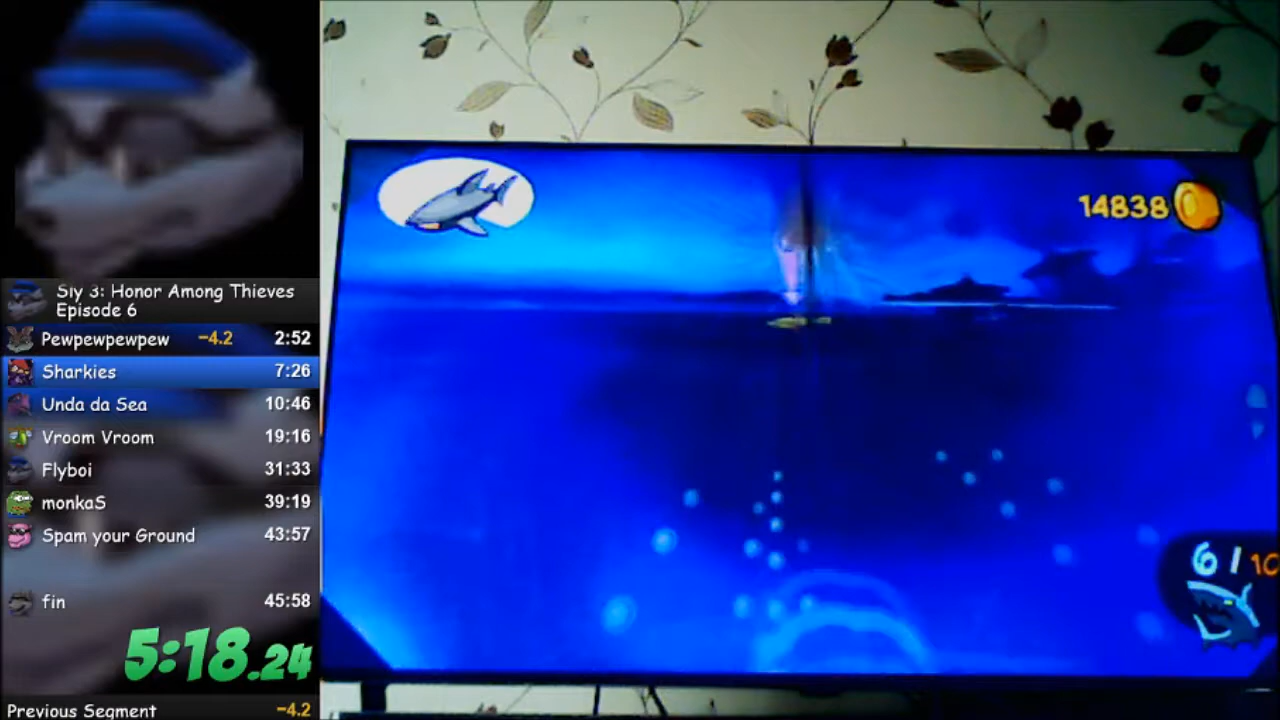 Sly 3: Honor Among Thieves
Episode 6
Pewpewpewpew −4.2 2:52
Sharkies 7:26
Unda da Sea 10:46
Vroom Vroom 19:16
Flyboi 31:33
monkaS 39:19
Spam your Ground 43:57
fin 45:58
5:18.24
Previous Segment −4.2
14838
6/10